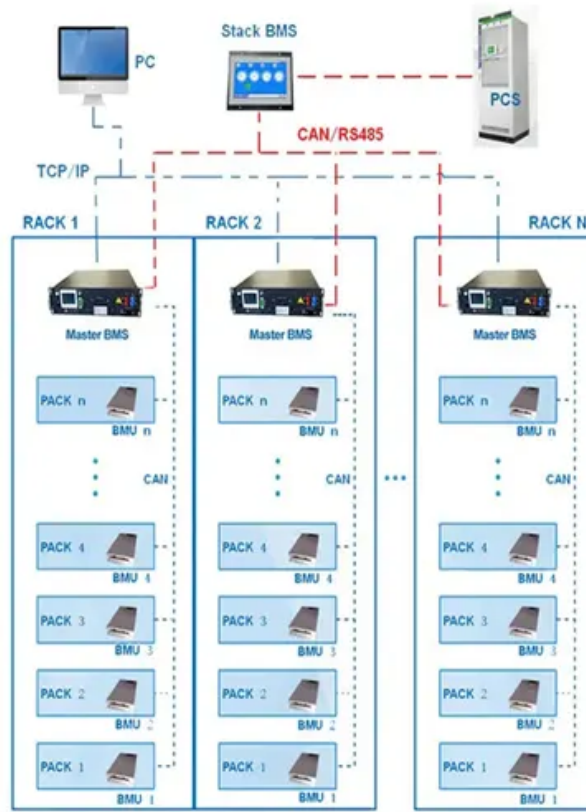 PC
Stack BMS
PCS
CAN/RS485
TCP/IP
RACK 1
RACK 2
RACK N
Master BMS
Master BMS
Master BMS
PACK n
BMU n
PACK n
BMU n
PACK n
BMU n
CAN
CAN
CAN
PACK 4
BMU 4
PACK 4
BMU 4
PACK 4
BMU 4
PACK 3
BMU 3
PACK 3
BMU 3
PACK 3
BMU 3
PACK 2
BMU 2
PACK 2
BMU 2
PACK 2
BMU 2
PACK 1
BMU 1
PACK 1
BMU 1
PACK 1
BMU 1